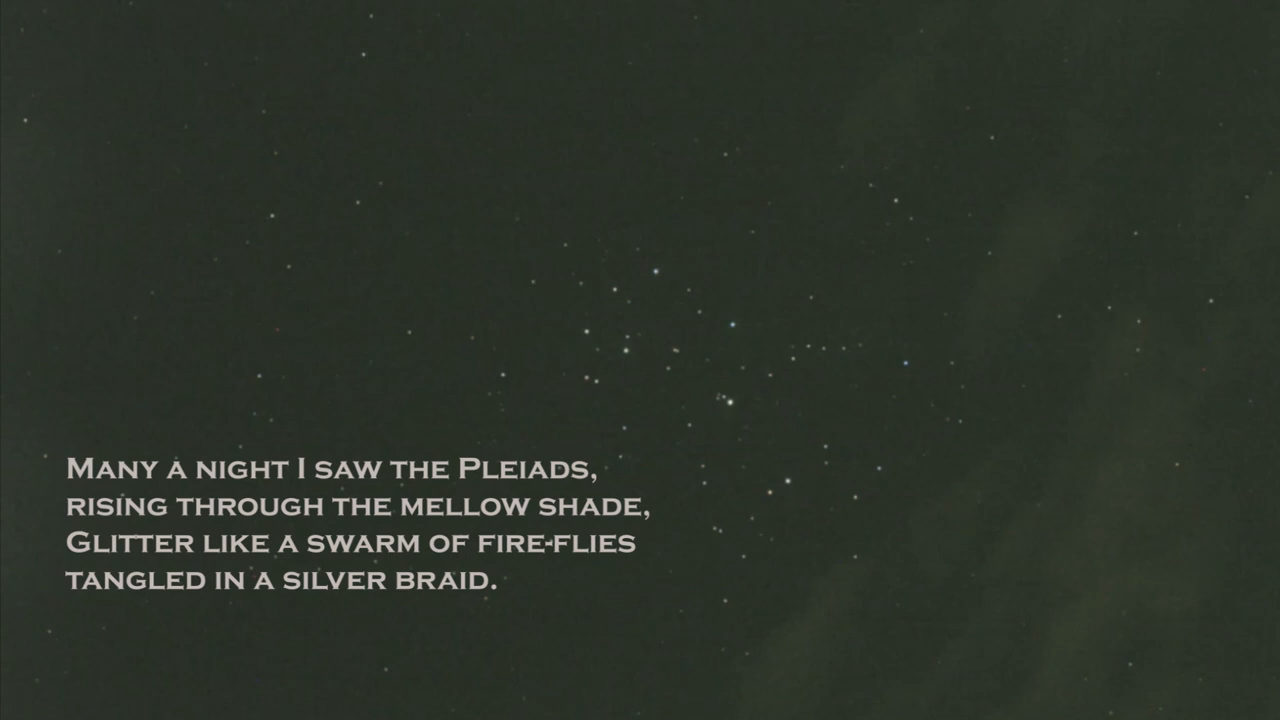 Many a night I saw the Pleiads,
rising through the mellow shade,
Glitter like a swarm of fire-flies
tangled in a silver braid.